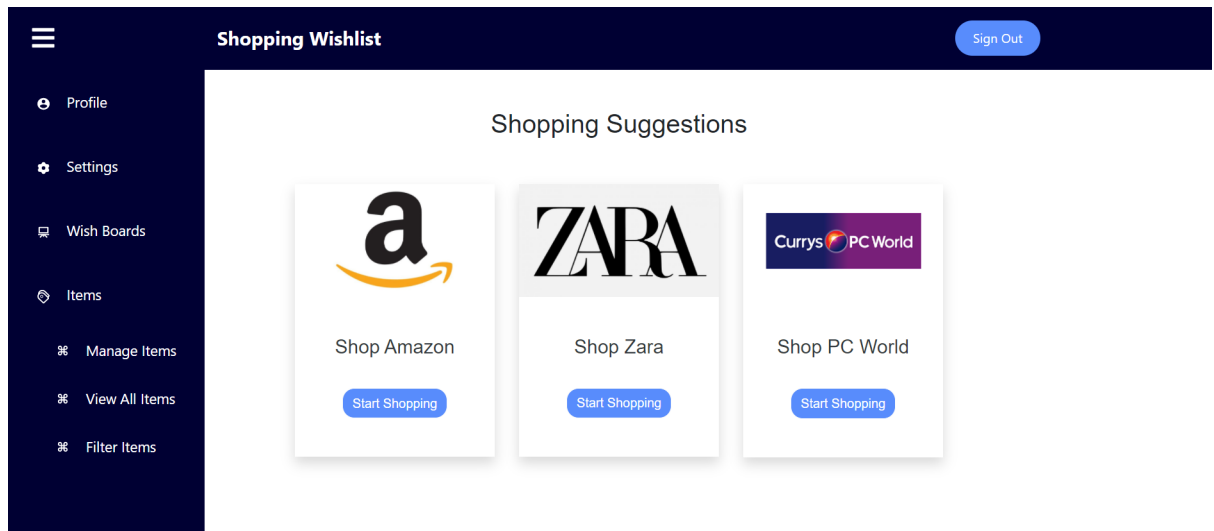 Shopping Wishlist
Sign Out
Profile
Settings
Wish Boards
Items
⌘ Manage Items
⌘ View All Items
⌘ Filter Items
Shopping Suggestions
a
ZARA
Currys PC World
Shop Amazon
Shop Zara
Shop PC World
Start Shopping
Start Shopping
Start Shopping